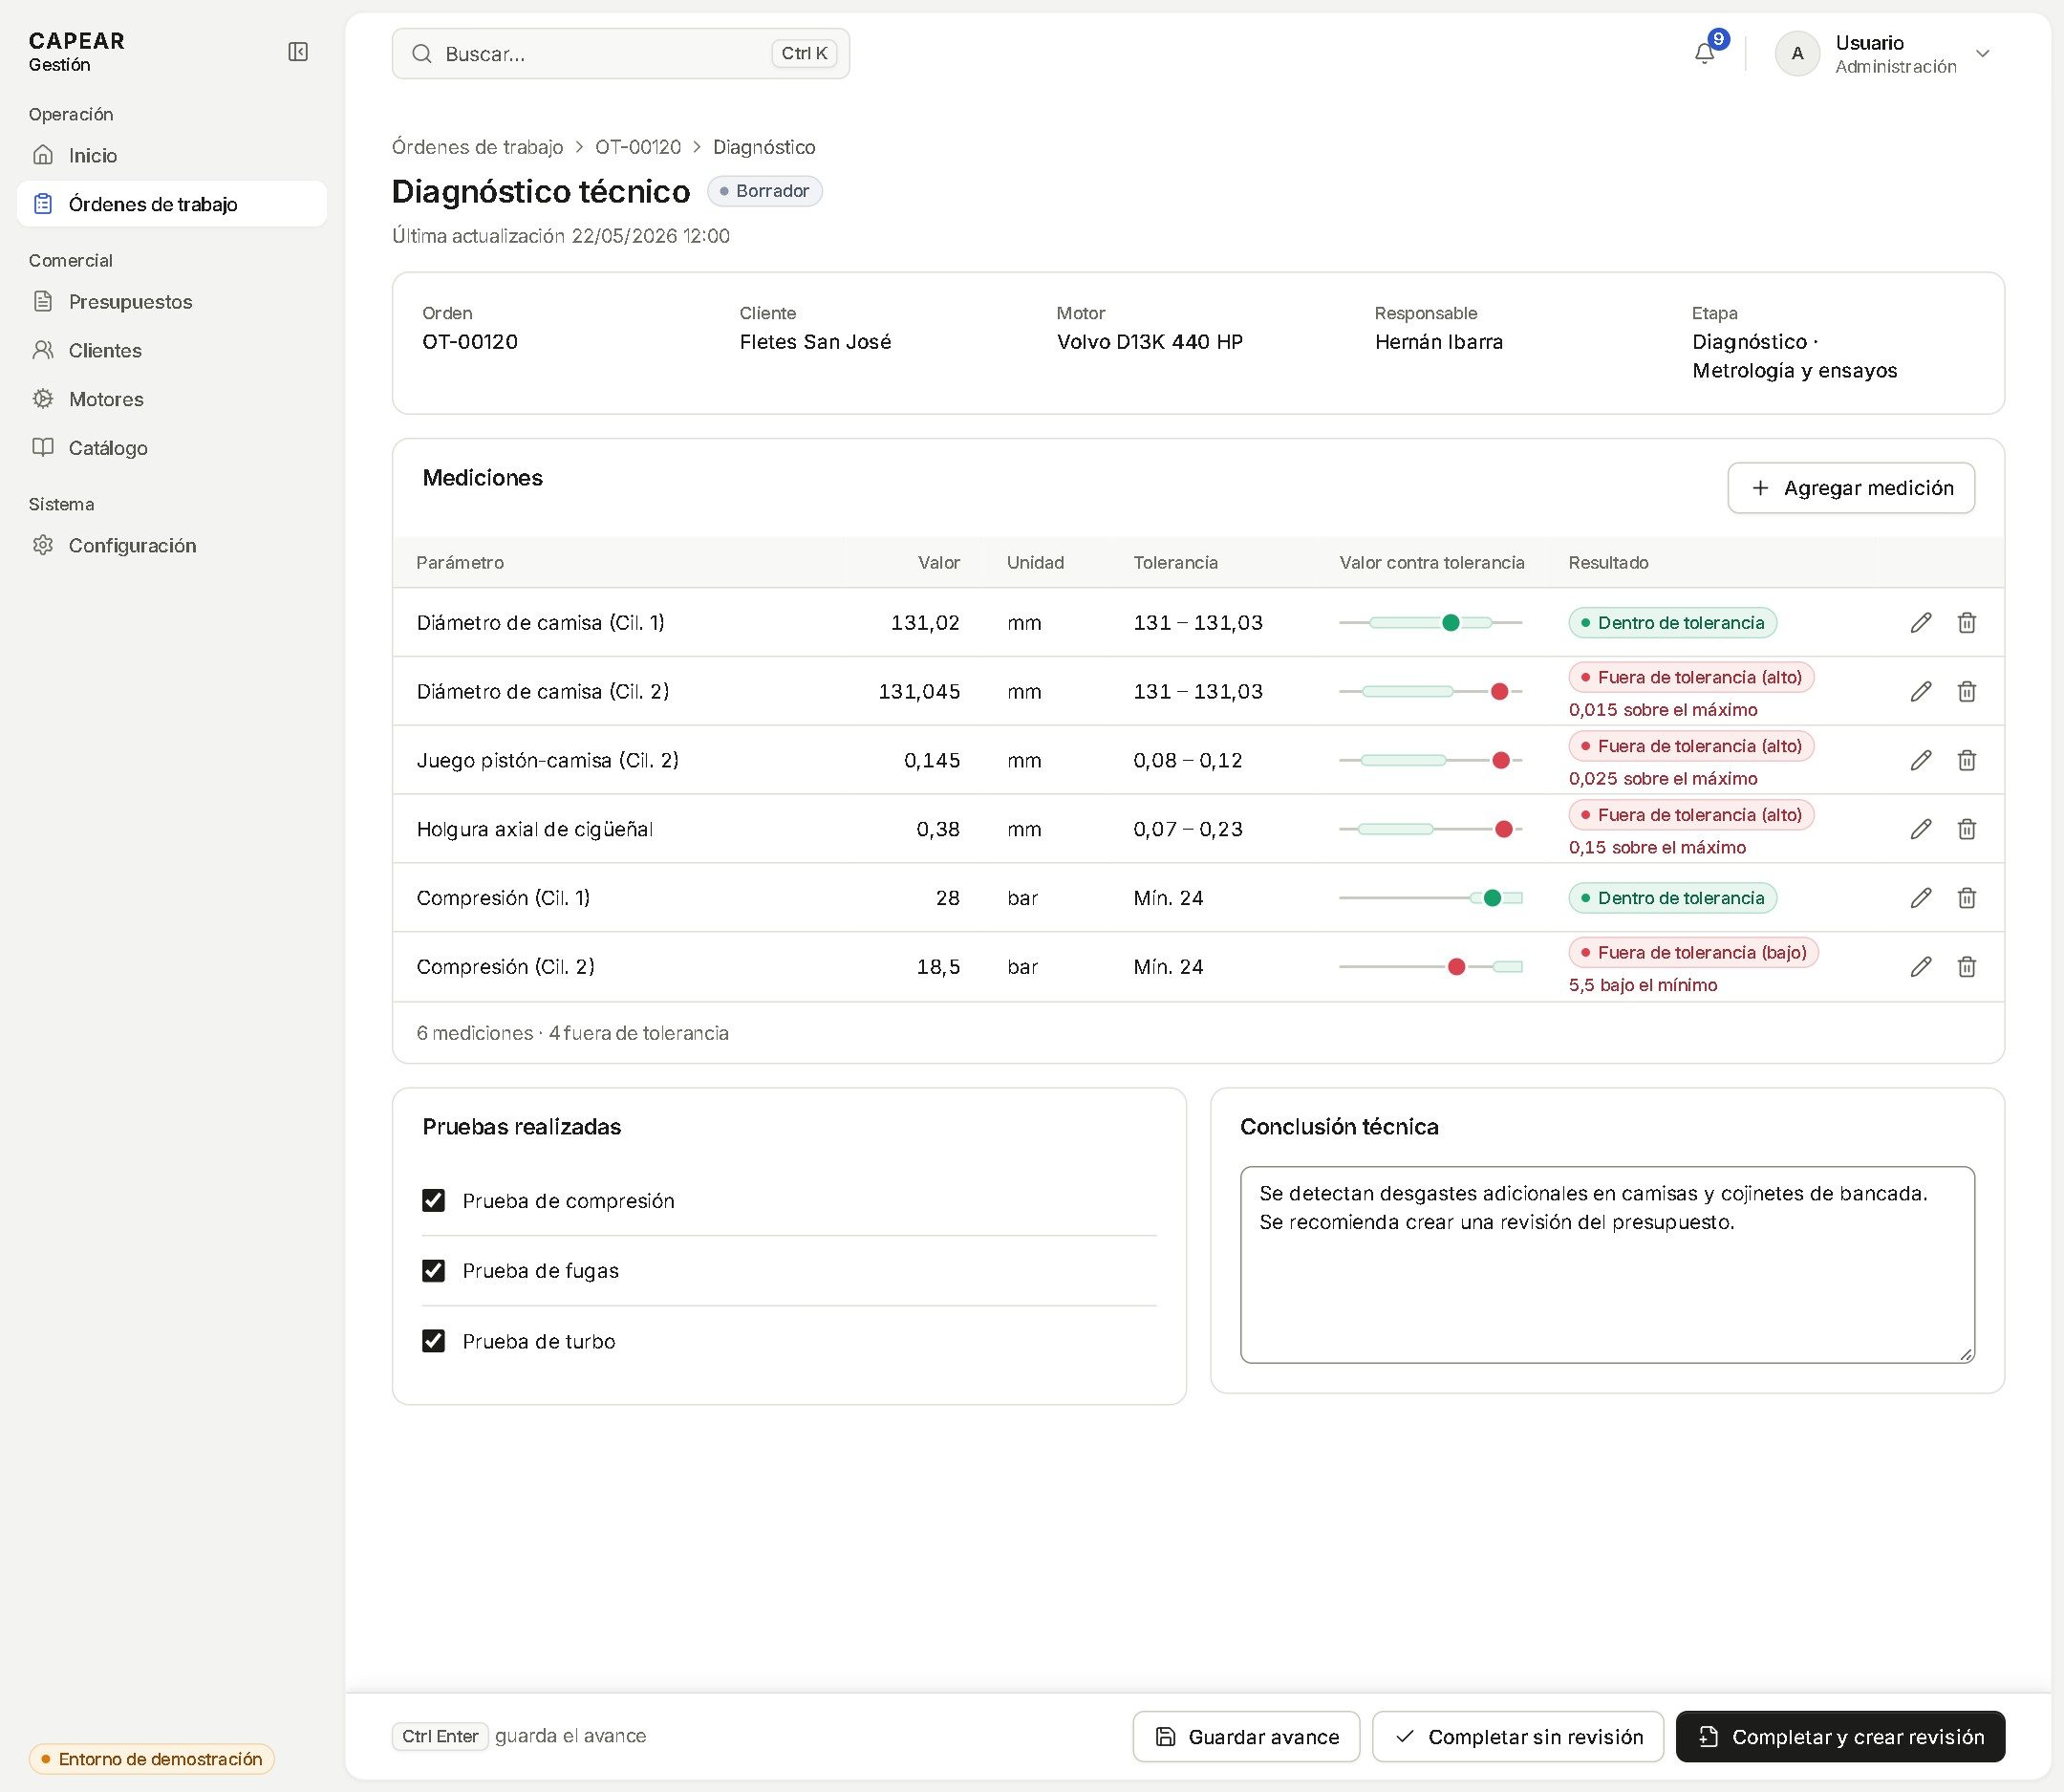 CAPEAR
Gestión
Operación
Inicio
Órdenes de trabajo
Comercial
Presupuestos
Clientes
Motores
Catálogo
Sistema
Configuración
Entorno de demostración
Buscar...
Ctrl K
9
A
Usuario
Administración
Órdenes de trabajo > OT-00120 > Diagnóstico
Diagnóstico técnico
Borrador
Última actualización 22/05/2026 12:00
Orden
OT-00120
Cliente
Fletes San José
Motor
Volvo D13K 440 HP
Responsable
Hernán Ibarra
Etapa
Diagnóstico ·
Metrología y ensayos
Mediciones
Agregar medición
Parámetro Valor Unidad Tolerancia Valor contra tolerancia Resultado
Diámetro de camisa (Cil. 1) 131,02 mm 131 – 131,03 Dentro de tolerancia
Diámetro de camisa (Cil. 2) 131,045 mm 131 – 131,03 Fuera de tolerancia (alto)
0,015 sobre el máximo
Juego pistón-camisa (Cil. 2) 0,145 mm 0,08 – 0,12 Fuera de tolerancia (alto)
0,025 sobre el máximo
Holgura axial de cigüeñal 0,38 mm 0,07 – 0,23 Fuera de tolerancia (alto)
0,15 sobre el máximo
Compresión (Cil. 1) 28 bar Mín. 24 Dentro de tolerancia
Compresión (Cil. 2) 18,5 bar Mín. 24 Fuera de tolerancia (bajo)
5,5 bajo el mínimo
6 mediciones · 4 fuera de tolerancia
Pruebas realizadas
Prueba de compresión
Prueba de fugas
Prueba de turbo
Conclusión técnica
Se detectan desgastes adicionales en camisas y cojinetes de bancada.
Se recomienda crear una revisión del presupuesto.
Ctrl Enter guarda el avance
Guardar avance
Completar sin revisión
Completar y crear revisión